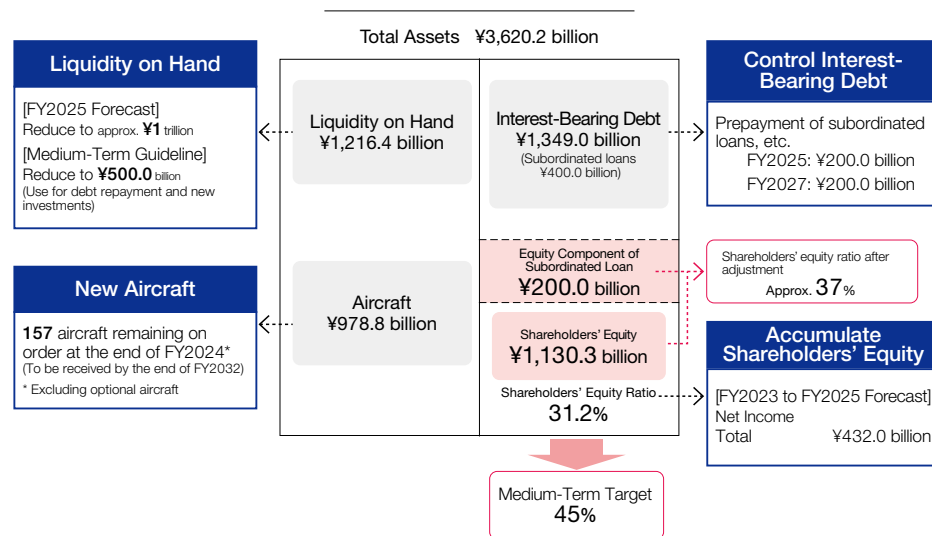 Total Assets ¥3,620.2 billion
Liquidity on Hand
[FY2025 Forecast]
Reduce to approx. ¥1 trillion
[Medium-Term Guideline]
Reduce to ¥500.0 billion
(Use for debt repayment and new
investments)
New Aircraft
157 aircraft remaining on
order at the end of FY2024*
(To be received by the end of FY2032)
* Excluding optional aircraft
Liquidity on Hand
¥1,216.4 billion
Aircraft
¥978.8 billion
Interest-Bearing Debt
¥1,349.0 billion
(Subordinated loans
¥400.0 billion)
Equity Component of
Subordinated Loan
¥200.0 billion
Shareholders’ Equity
¥1,130.3 billion
Shareholders’ Equity Ratio
31.2%
Medium-Term Target
45%
Control Interest-
Bearing Debt
Prepayment of subordinated
loans, etc.
FY2025: ¥200.0 billion
FY2027: ¥200.0 billion
Shareholders’ equity ratio after
adjustment
Approx. 37%
Accumulate
Shareholders’ Equity
[FY2023 to FY2025 Forecast]
Net Income
Total ¥432.0 billion